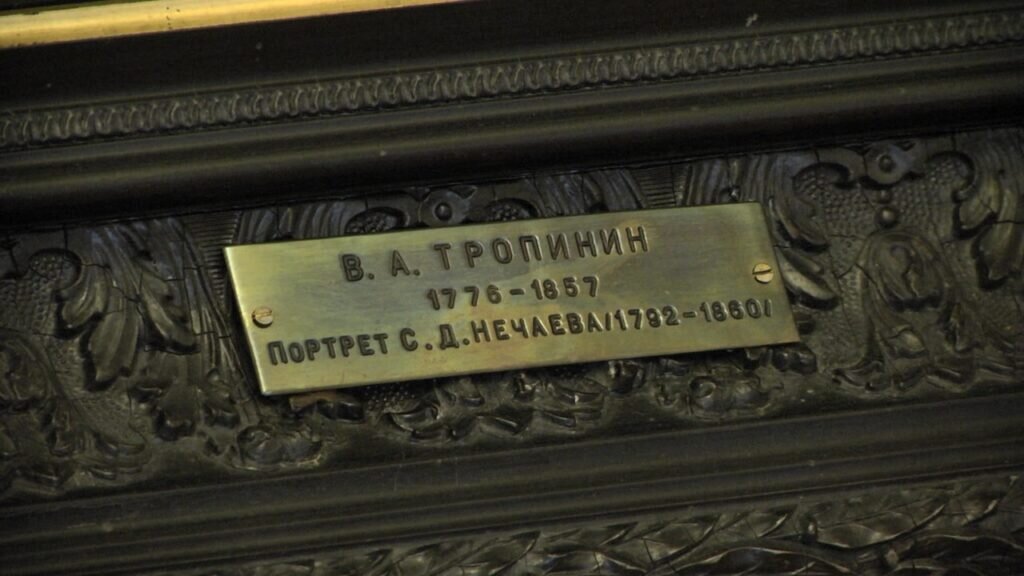 В. А. ТРОПИНИН
1776-1857
ПОРТРЕТ С. Д. НЕЧАЕВА/1792-1860/